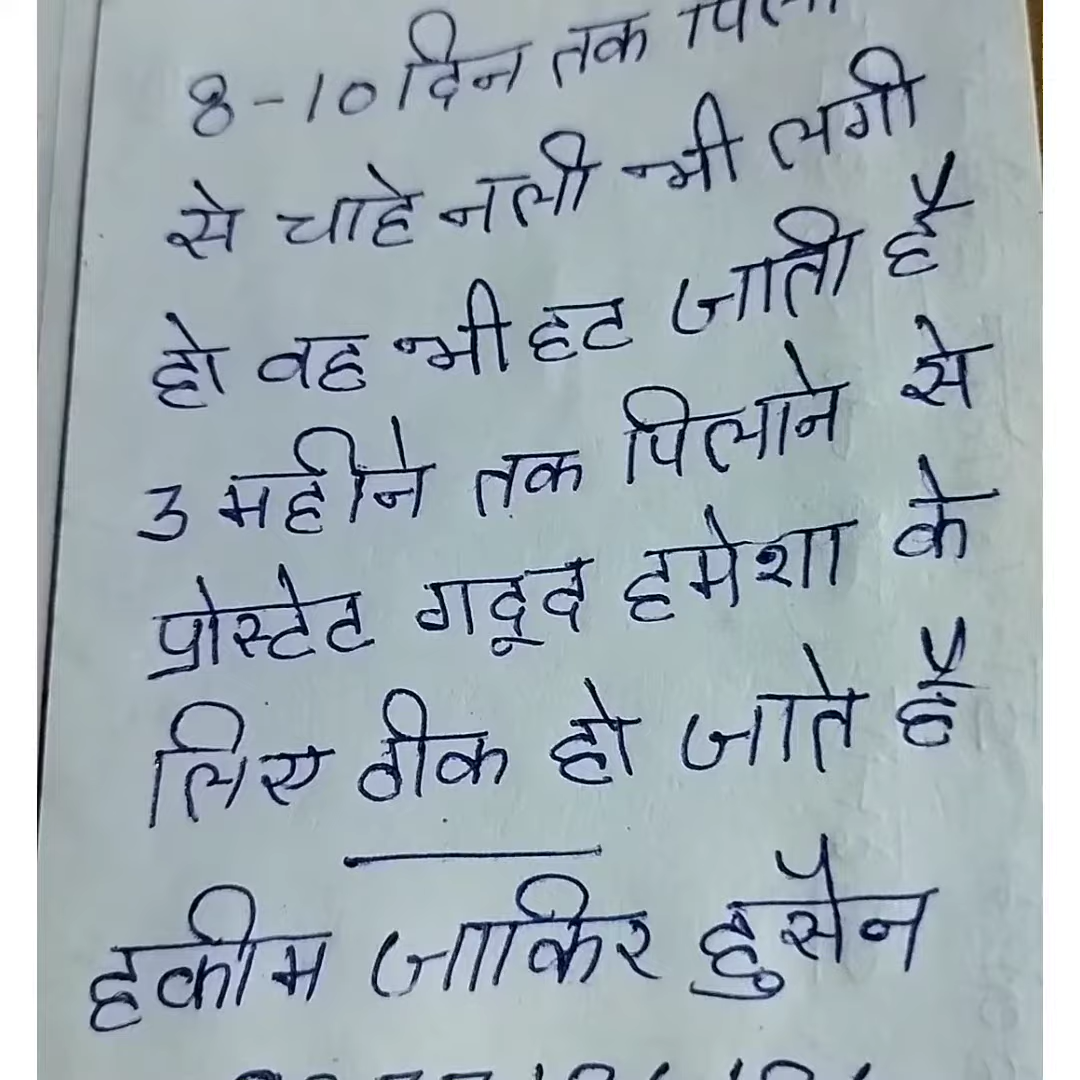 8-10 दिन तक
से चाहे नली भी लगी
हो वह भी हट जाती है
3 महीने तक पिलाने से
प्रोस्टेट गदूद हमेशा के
लिए ठीक हो जाते है
हकीम जाकिर हुसैन